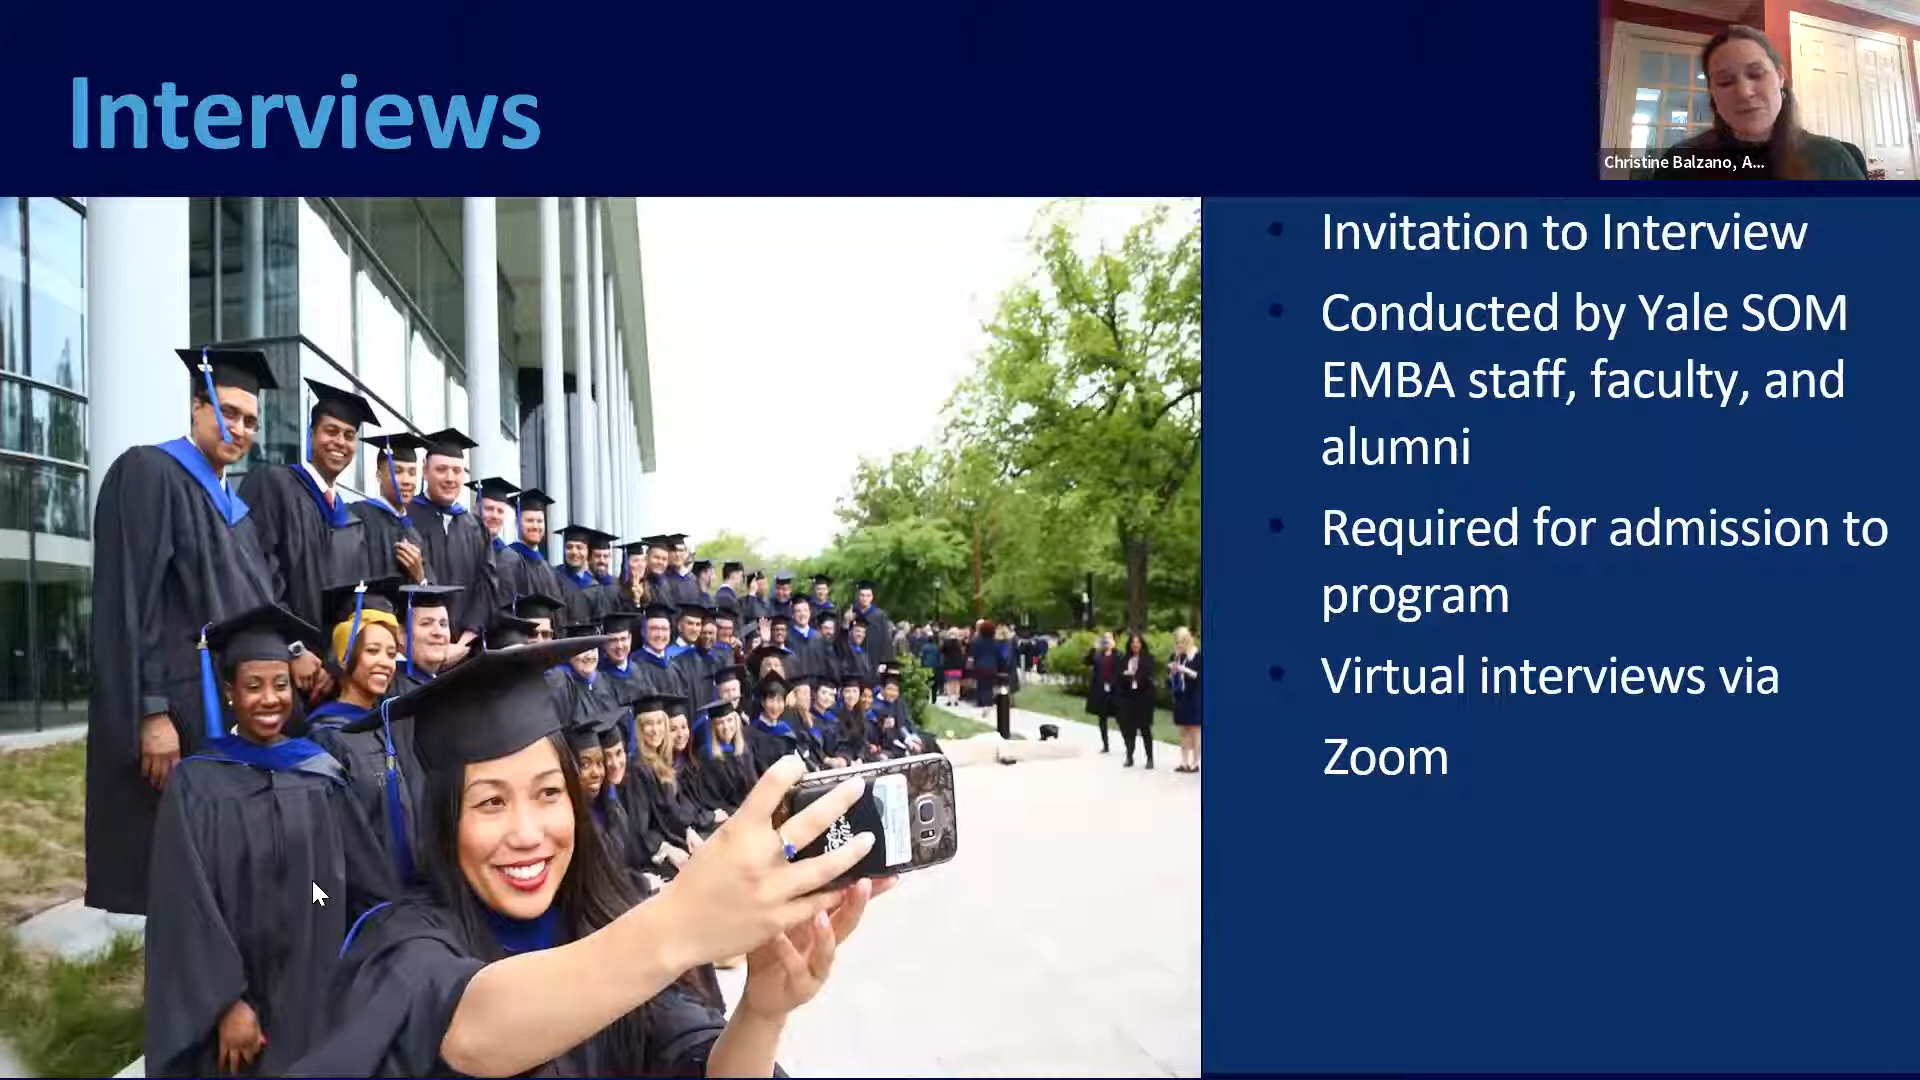 Interviews
Christine Balzano, A...
• Invitation to Interview
• Conducted by Yale SOM
EMBA staff, faculty, and
alumni
• Required for admission to
program
• Virtual interviews via
Zoom